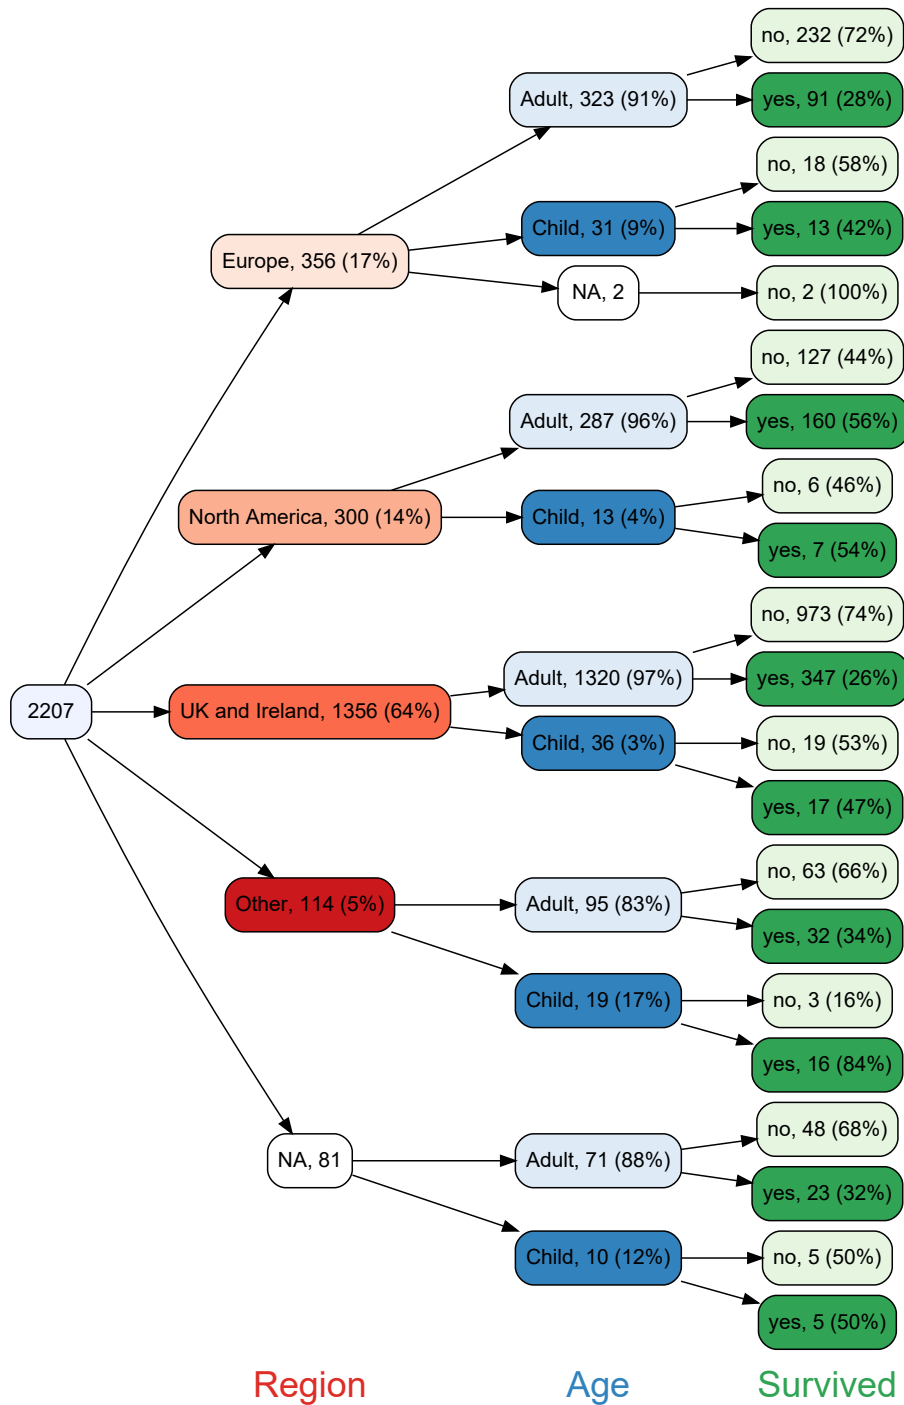 no, 232 (72%)
Adult, 323 (91%)
yes, 91 (28%)
no, 18 (58%)
Child, 31 (9%)
yes, 13 (42%)
Europe, 356 (17%)
NA, 2
no, 2 (100%)
no, 127 (44%)
Adult, 287 (96%)
yes, 160 (56%)
no, 6 (46%)
North America, 300 (14%)
Child, 13 (4%)
yes, 7 (54%)
no, 973 (74%)
Adult, 1320 (97%)
yes, 347 (26%)
2207
UK and Ireland, 1356 (64%)
Child, 36 (3%)
no, 19 (53%)
yes, 17 (47%)
no, 63 (66%)
Other, 114 (5%)
Adult, 95 (83%)
yes, 32 (34%)
Child, 19 (17%)
no, 3 (16%)
yes, 16 (84%)
no, 48 (68%)
NA, 81
Adult, 71 (88%)
yes, 23 (32%)
Child, 10 (12%)
no, 5 (50%)
yes, 5 (50%)
Region
Age
Survived